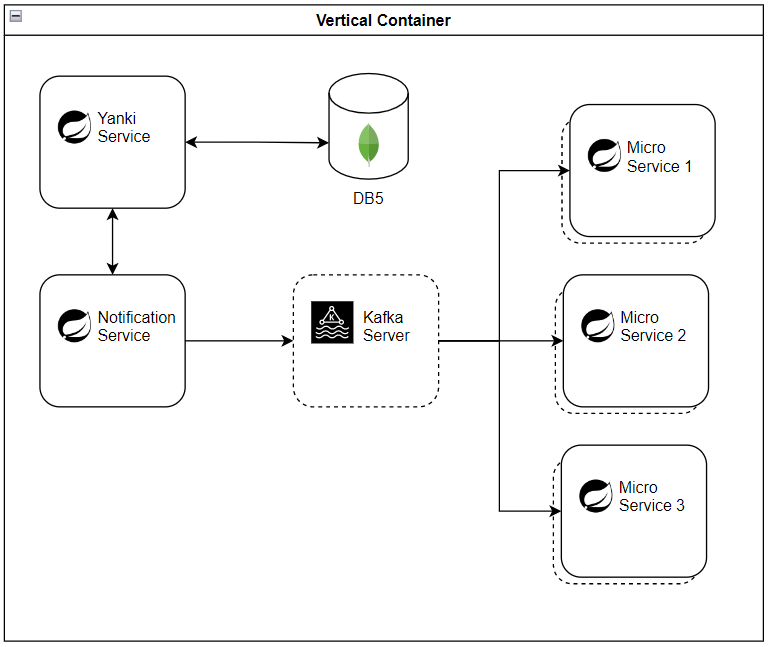 Vertical Container
Yanki
Service
DB5
Micro
Service 1
Notification
Service
K
Kafka
Server
Micro
Service 2
Micro
Service 3